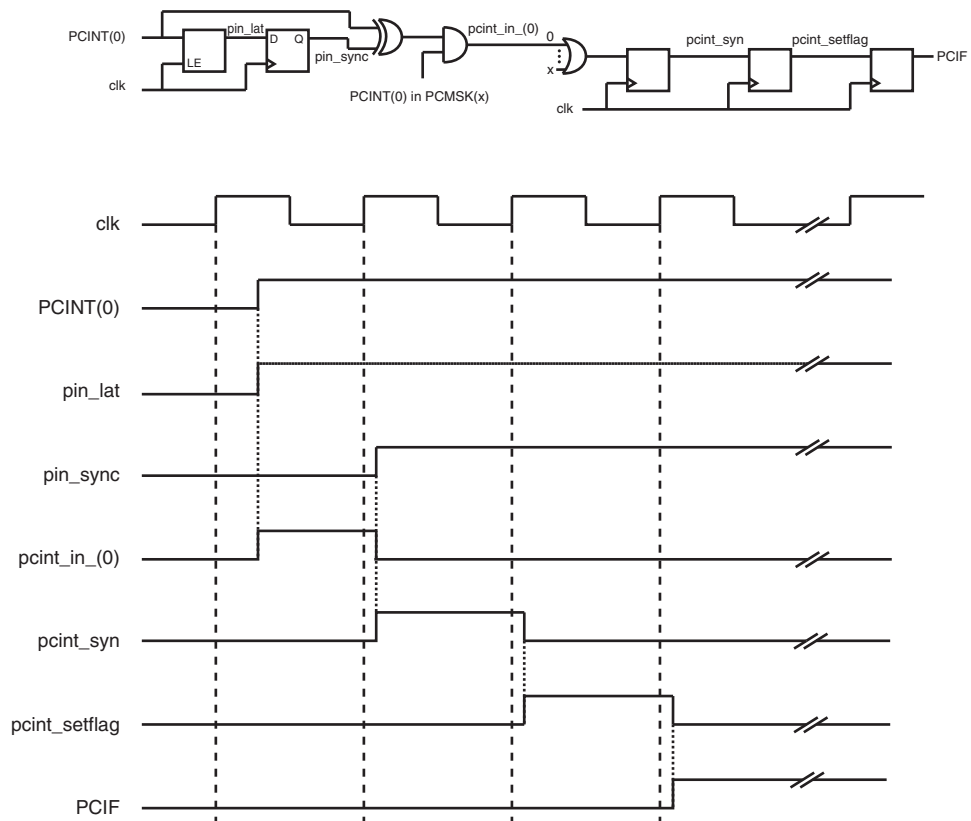 PCINT(0)
pin_lat
D
Q
LE
pin_sync
clk
PCINT(0) in PCMSK(x)
pcint_in_(0)
0
x
pcint_syn
pcint_setflag
PCIF
clk
clk
PCINT(0)
pin_lat
pin_sync
pcint_in_(0)
pcint_syn
pcint_setflag
PCIF